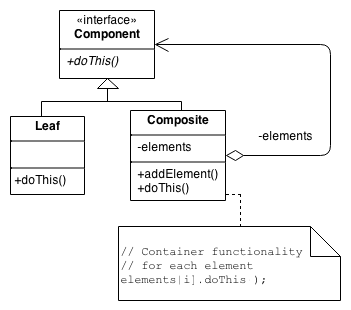 «interface»
Component
+doThis()
Leaf
+doThis()
Composite
-elements
+addElement()
+doThis()
-elements
// Container functionality
// for each element
elements[i].doThis );